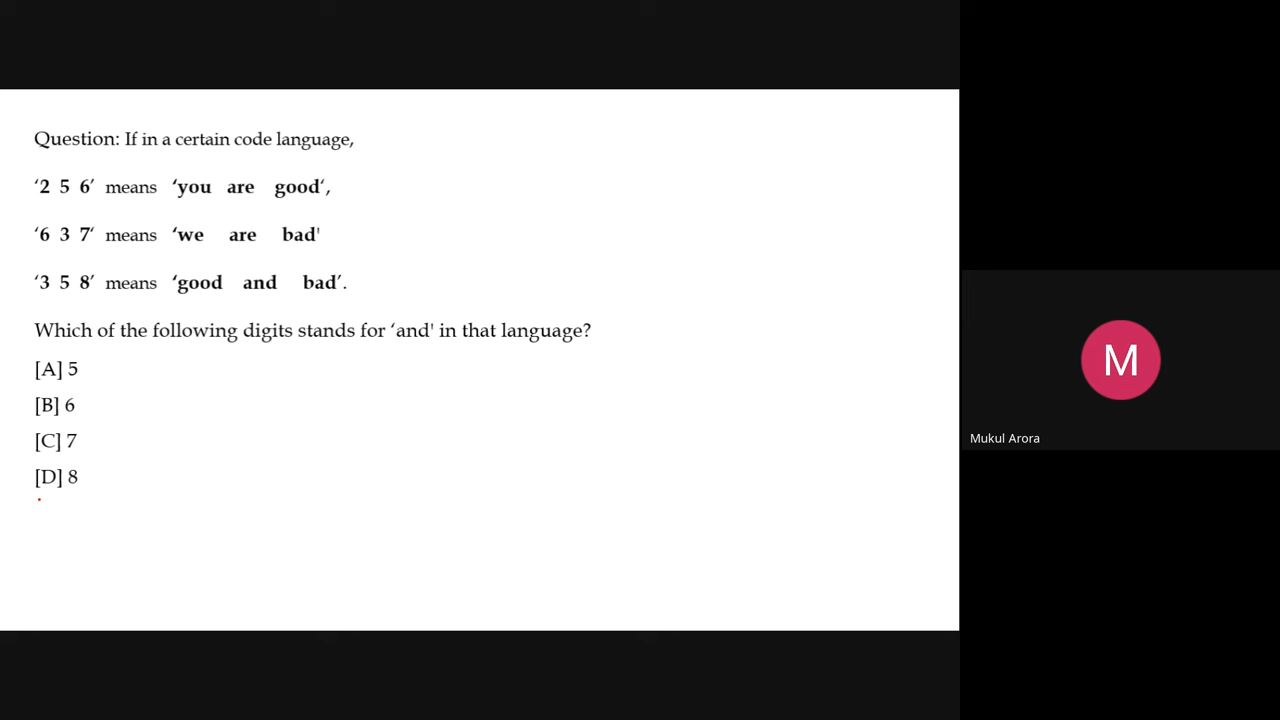 Question: If in a certain code language,
‘2 5 6’ means ‘you are good‘,
‘6 3 7‘ means ‘we are bad'
‘3 5 8’ means ‘good and bad’.
Which of the following digits stands for ‘and' in that language?
[A] 5
[B] 6
[C] 7
[D] 8
M
Mukul Arora